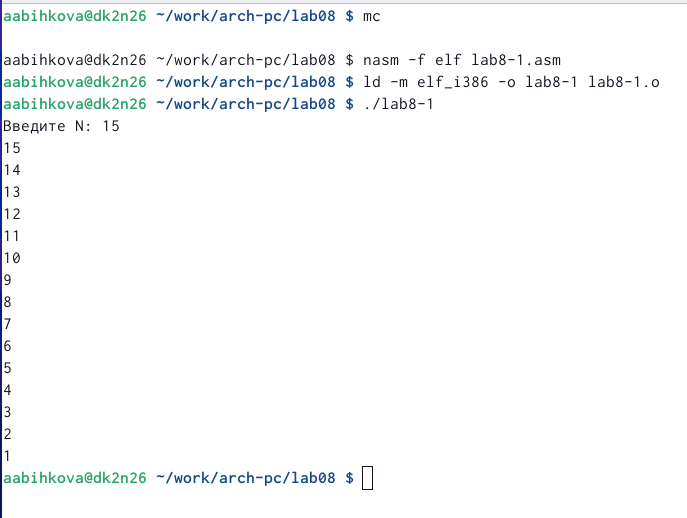 aabihkova@dk2n26 ~/work/arch-pc/lab08 $ mc
aabihkova@dk2n26 ~/work/arch-pc/lab08 $ nasm -f elf lab8-1.asm
aabihkova@dk2n26 ~/work/arch-pc/lab08 $ ld -m elf_i386 -o lab8-1 lab8-1.o
aabihkova@dk2n26 ~/work/arch-pc/lab08 $ ./lab8-1
Введите N: 15
15
14
13
12
11
10
9
8
7
6
5
4
3
2
1
aabihkova@dk2n26 ~/work/arch-pc/lab08 $